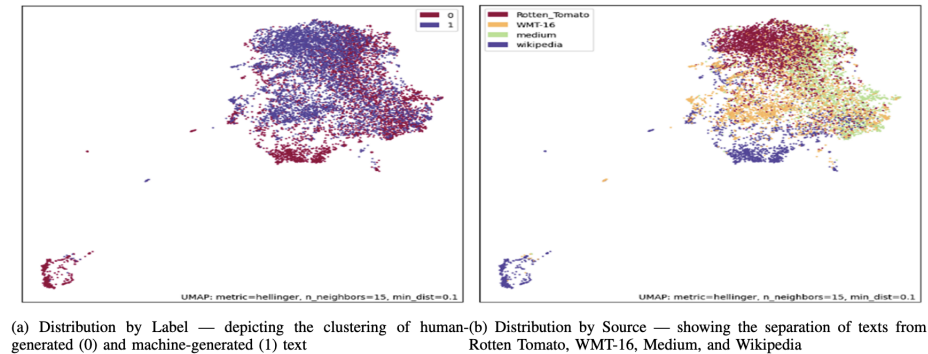 0
1
UMAP: metric=hellinger, n_neighbors=15, min_dist=0.1
Rotten_Tomato
WMT-16
medium
wikipedia
UMAP: metric=hellinger, n_neighbors=15, min_dist=0.1
(a) Distribution by Label — depicting the clustering of human-
generated (0) and machine-generated (1) text
(b) Distribution by Source — showing the separation of texts from
Rotten Tomato, WMT-16, Medium, and Wikipedia